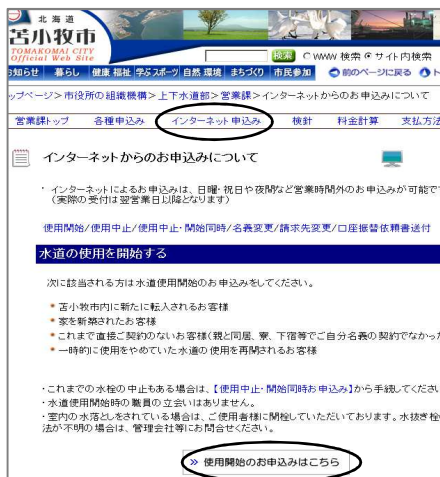 北 海 道
苫小牧市
TOMAKOMAI CITY
Official Web Site
検索 WWW 検索 サイト内検索
お知らせ 暮らし 健康 福祉 学ぶスポーツ 自然 環境 まちづくり 市民参加 前のページに戻る
ップページ>市役所の組織機構>上下水道部>営業課>インターネットからのお申込みについて
営業課トップ 各種申込み インターネット申込み 検針 料金計算 支払方法
インターネットからのお申込みについて
・ インターネットによるお申込みは、日曜・祝日や夜間など営業時間外のお申込みが可能で
(実際の受付は翌営業日以降となります)
使用開始/使用中止/使用中止・開始同時/名義変更/請求先変更/口座振替依頼書送付
水道の使用を開始する
次に該当される方は水道使用開始のお申込みをしてください。
* 苫小牧市内に新たに転入されるお客様
* 家を新築されたお客様
* これまで直接ご契約のないお客様(親と同居、寮、下宿等でご自分名義の契約でなかっ
* 一時的に使用をやめていた水道の使用を再開されるお客様
・これまでの水栓の中止もある場合は、【使用中止・開始同時お申込み】から手続してくださ
・水道使用開始時の職員の立会いはありません。
・室内の水落としをされている場合は、ご使用者様に開栓していただいております。水抜き栓
法が不明の場合は、管理会社等にお問合せください。
≫ 使用開始のお申込みはこちら